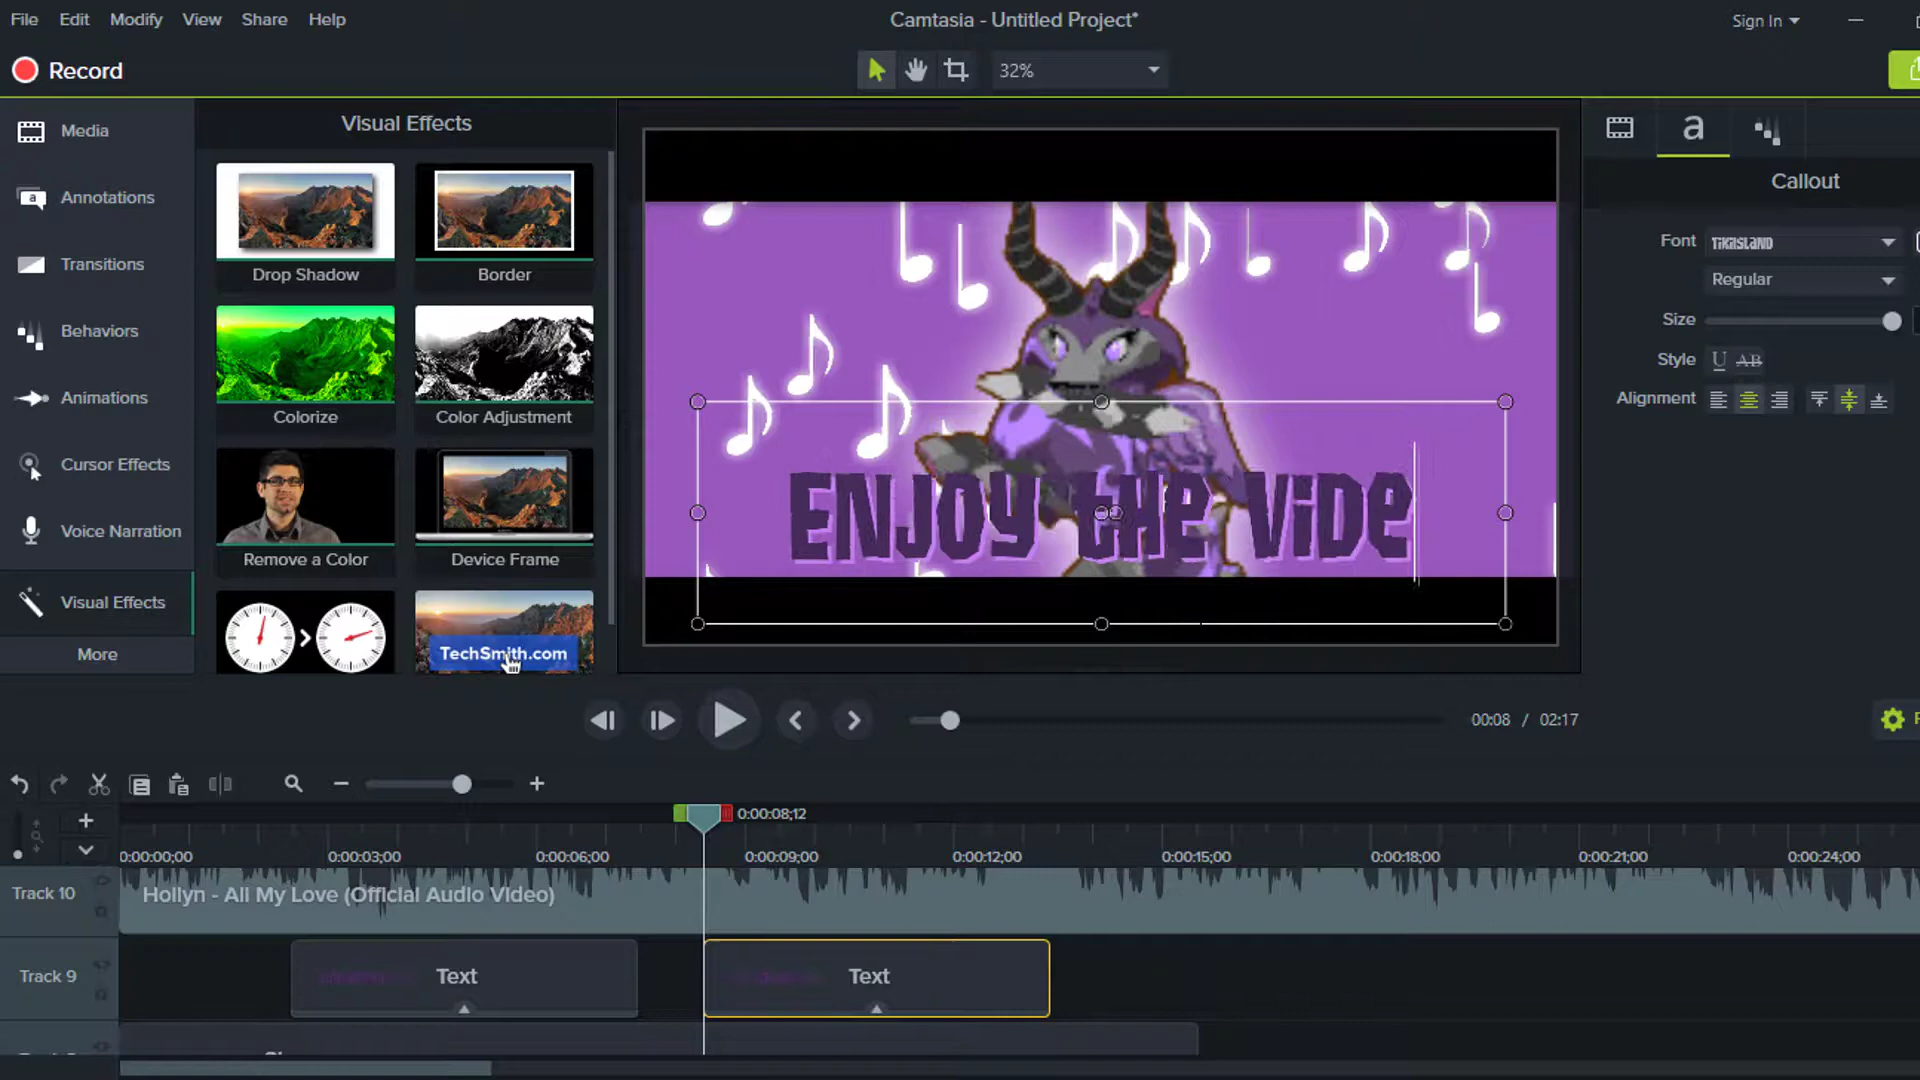 File Edit Modify View Share Help
Camtasia - Untitled Project*
Sign In
Record
32%
Media
Annotations
Transitions
Behaviors
Animations
Cursor Effects
Voice Narration
Visual Effects
More
Visual Effects
Drop Shadow
Border
Colorize
Color Adjustment
Remove a Color
Device Frame
TechSmith.com
ENJOY tHe ViDe
a
Callout
Font TIKIISLAND
Regular
Size
Style U AB
Alignment
00:08 / 02:17
0:00:08;12
0:00:00;00 0:00:03;00 0:00:06;00 0:00:09;00 0:00:12;00 0:00:15;00 0:00:18;00 0:00:21;00 0:00:24;00
Track 10
Hollyn - All My Love (Official Audio Video)
Track 9
Text
Text